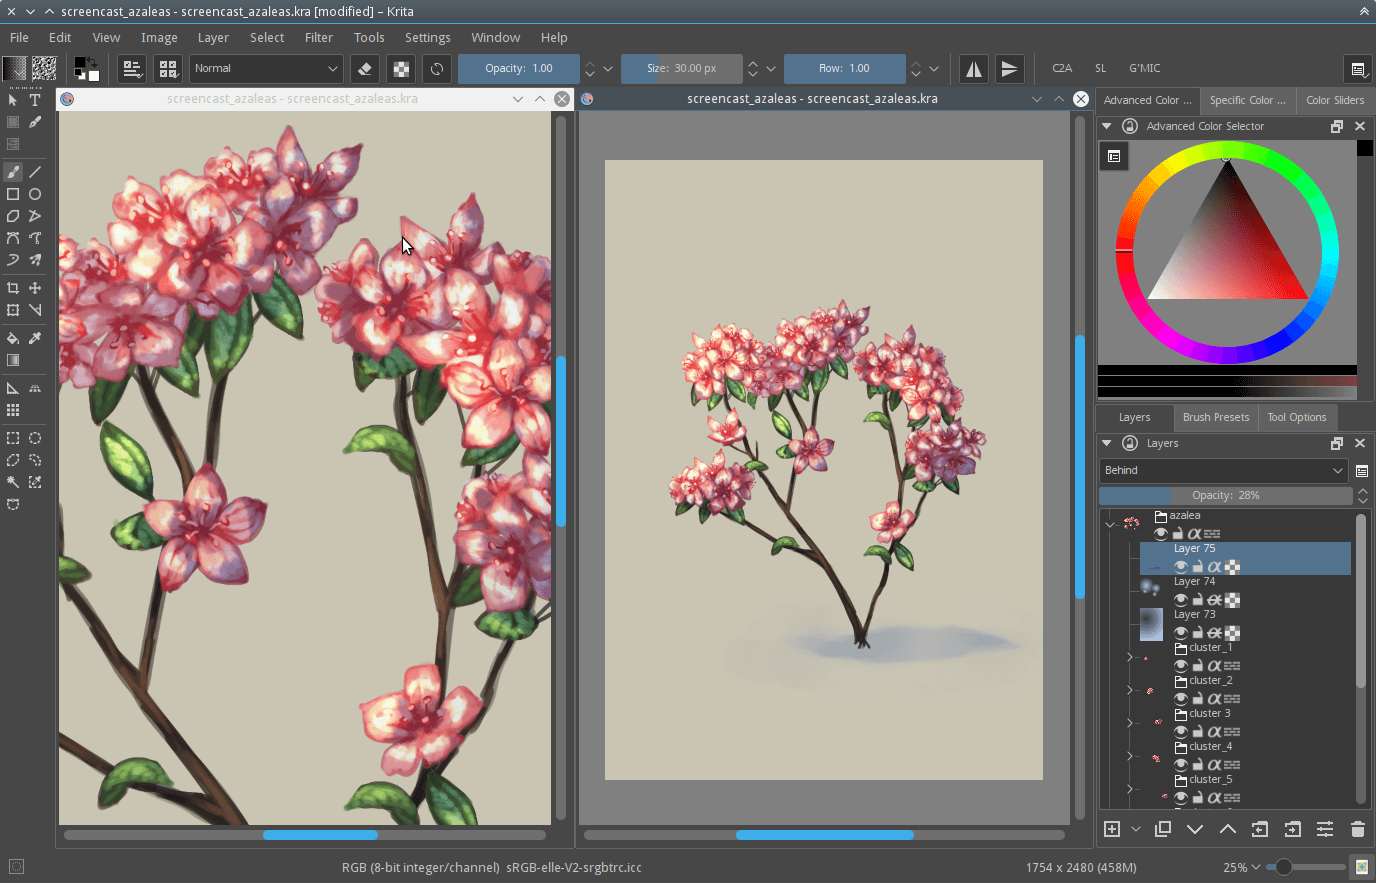 screencast_azaleas - screencast_azaleas.kra [modified] – Krita
File Edit View Image Layer Select Filter Tools Settings Window Help
Normal Opacity: 1.00 Size: 30.00 px Flow: 1.00 C2A SL G'MIC
screencast_azaleas - screencast_azaleas.kra
screencast_azaleas - screencast_azaleas.kra
Advanced Color ... Specific Color ... Color Sliders
Advanced Color Selector
Layers Brush Presets Tool Options
Layers
Behind
Opacity: 28%
azalea
Layer 75
Layer 74
Layer 73
cluster_1
cluster_2
cluster 3
cluster_4
cluster_5
RGB (8-bit integer/channel) sRGB-elle-V2-srgbtrc.icc
1754 x 2480 (458M)
25%